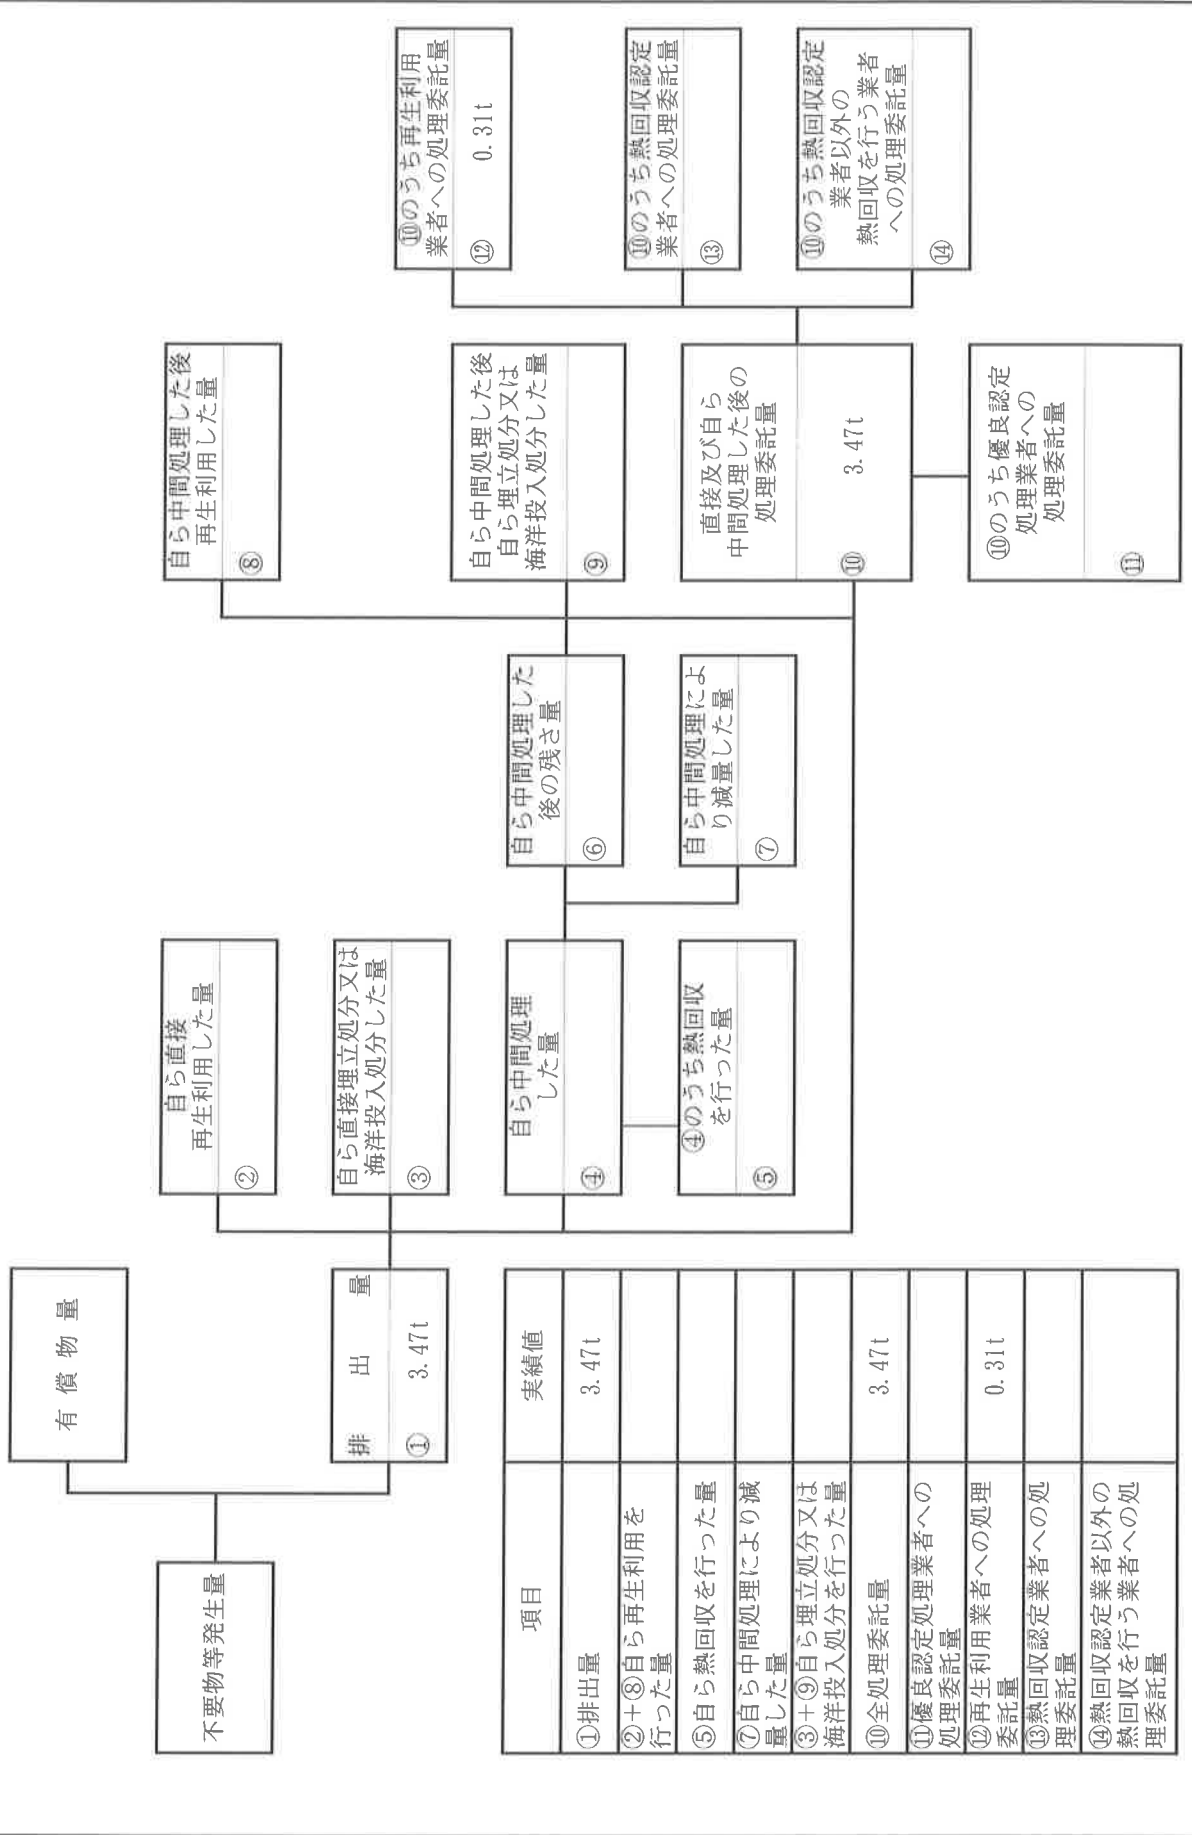 不要物等発生量
有償物量
排出量
① 3.47t
自ら直接
再生利用した量
②
自ら直接埋立処分又は
海洋投入処分した量
③
自ら中間処理
した量
④
④のうち熱回収
を行った量
⑤
自ら中間処理した
後の残さ量
⑥
自ら中間処理によ
り減量した量
⑦
自ら中間処理した後
再生利用した量
⑧
自ら中間処理した後
自ら埋立処分又は
海洋投入処分した量
⑨
直接及び自ら
中間処理した後の
処理委託量
⑩ 3.47t
⑩のうち優良認定
処理業者への
処理委託量
⑪
⑩のうち再生利用
業者への処理委託量
⑫ 0.31t
⑩のうち熱回収認定
業者への処理委託量
⑬
⑩のうち熱回収認定
業者以外の
熱回収を行う業者
への処理委託量
⑭
項目 実績値
①排出量 3.47t
②+⑧自ら再生利用を
行った量
⑤自ら熱回収を行った量
⑦自ら中間処理により減
量した量
③+⑨自ら埋立処分又は
海洋投入処分を行った量
⑩全処理委託量 3.47t
⑪優良認定処理業者への
処理委託量
⑫再生利用業者への処理
委託量 0.31t
⑬熱回収認定業者への処
理委託量
⑭熱回収認定業者以外の
熱回収を行う業者への処
理委託量